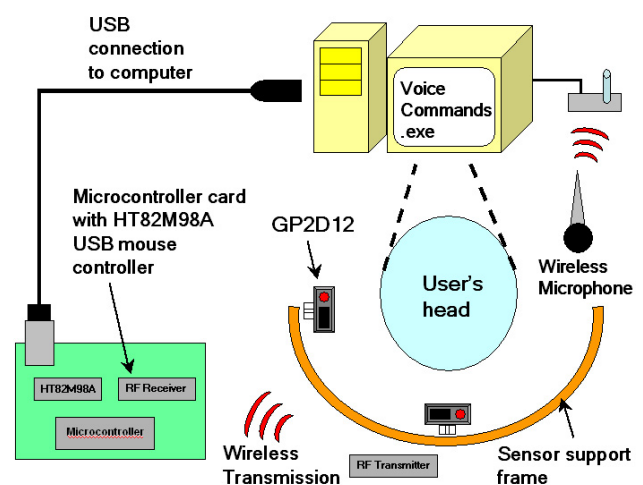 USB
connection
to computer
Voice
Commands
.exe
Microcontroller card
with HT82M98A
USB mouse
controller
GP2D12
User's
head
Wireless
Microphone
HT82M98A
RF Receiver
Microcontroller
Wireless
Transmission
RF Transmitter
Sensor support
frame